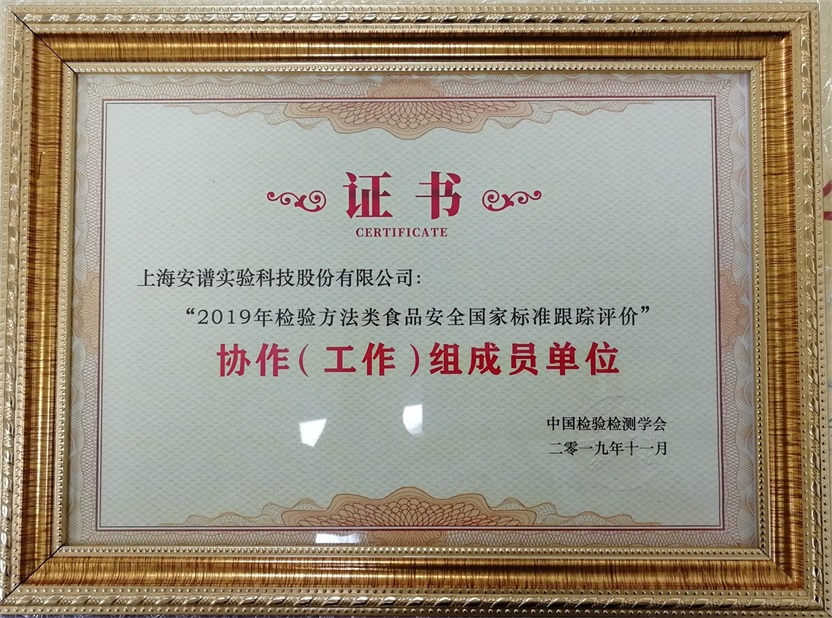 证书
CERTIFICATE
上海安谱实验科技股份有限公司：
“2019年检验方法类食品安全国家标准跟踪评价”
协作（工作）组成员单位
中国检验检测学会
二零一九年十一月